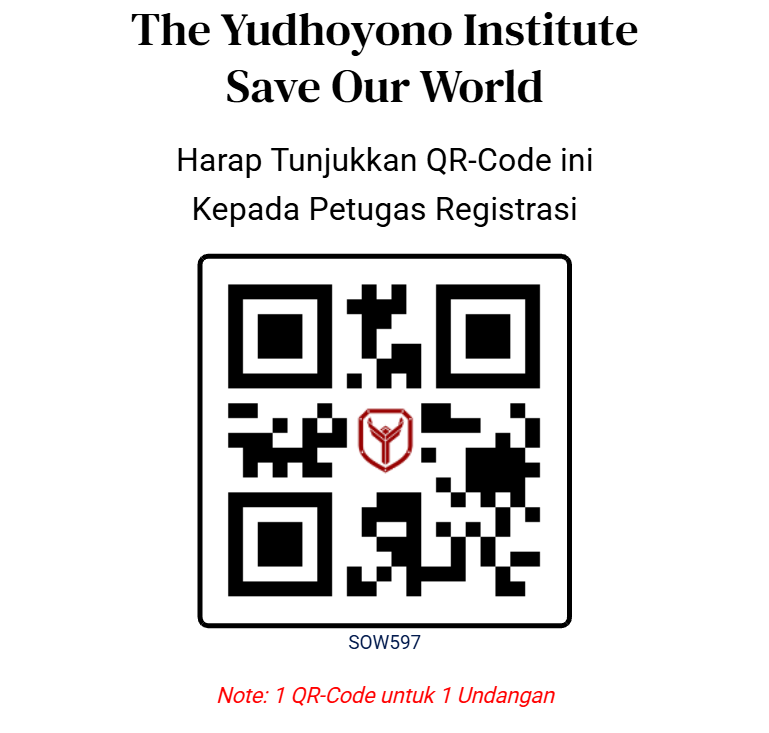 The Yudhoyono Institute
Save Our World
Harap Tunjukkan QR-Code ini
Kepada Petugas Registrasi
SOW597
Note: 1 QR-Code untuk 1 Undangan